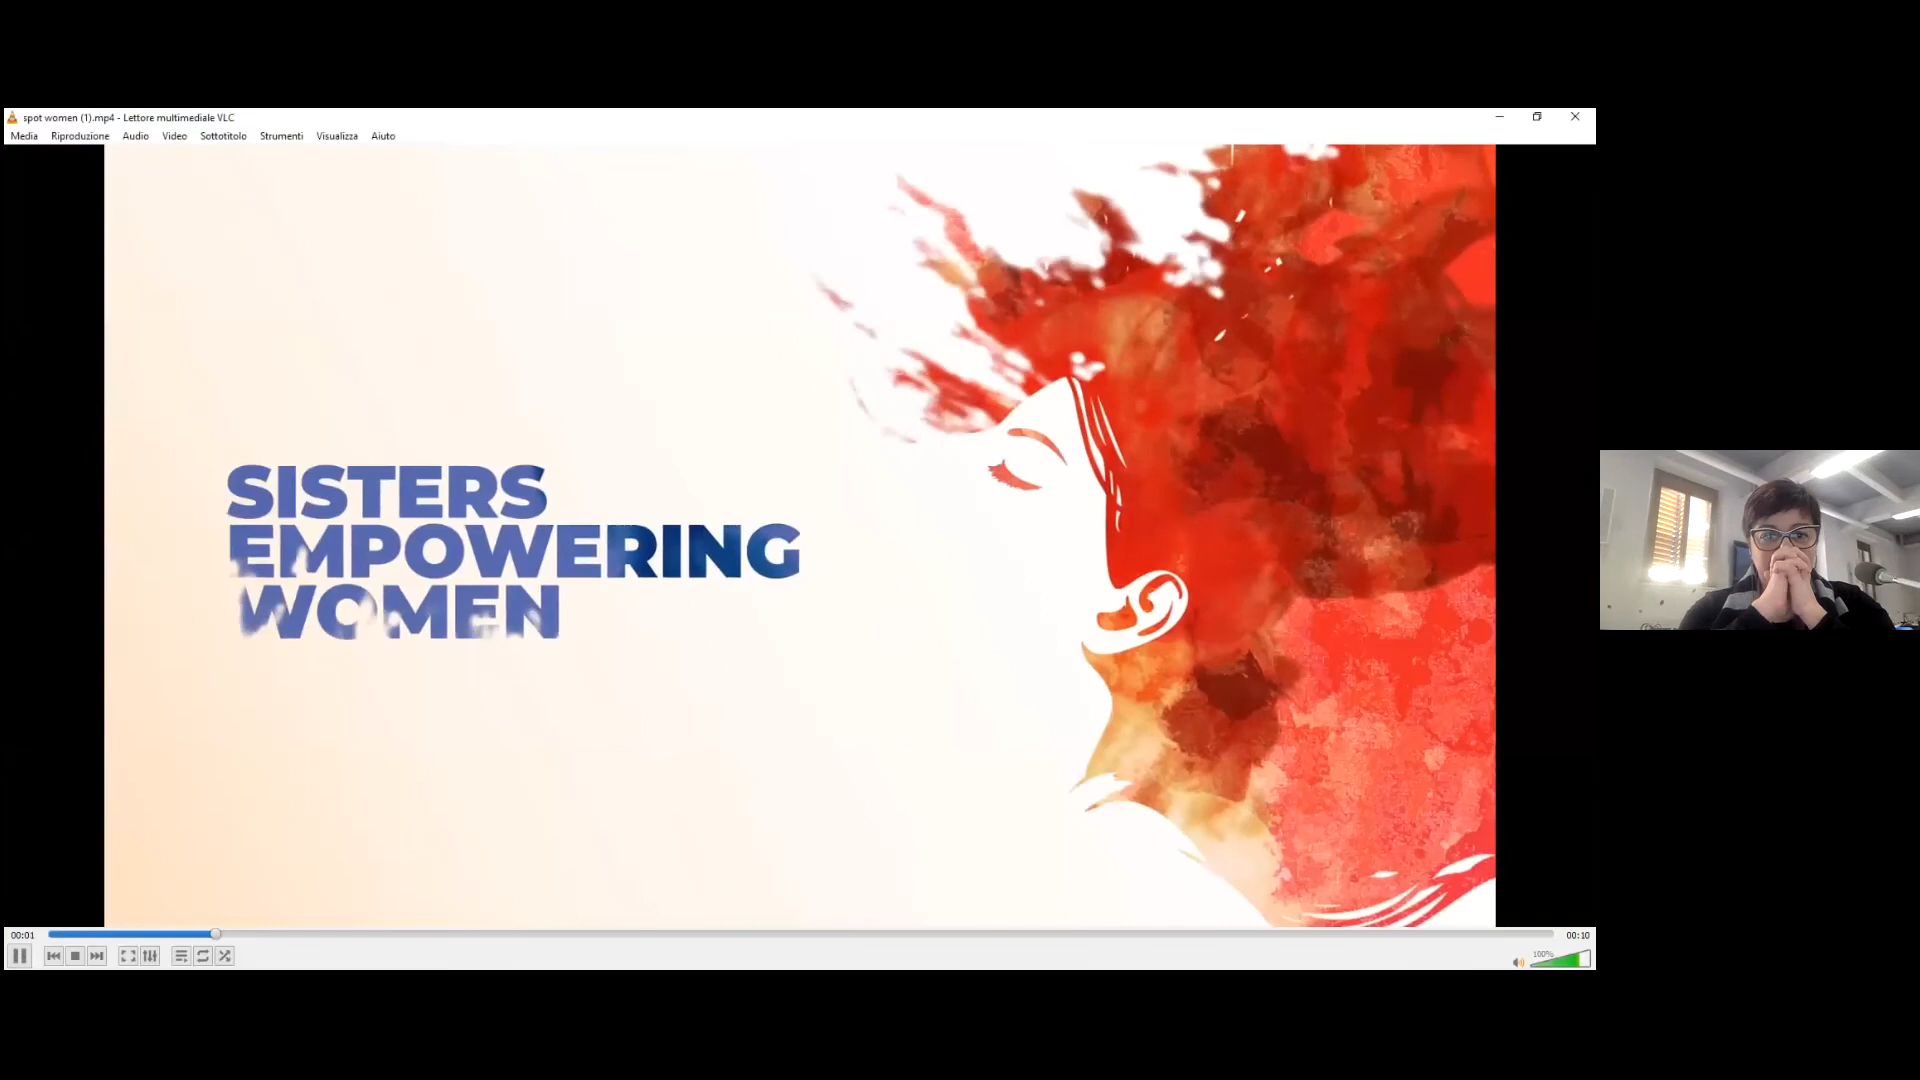 spot women (1).mp4 - Lettore multimediale VLC
Media Riproduzione Audio Video Sottotitolo Strumenti Visualizza Aiuto
SISTERS
EMPOWERING
WOMEN
00:01
00:10
100%